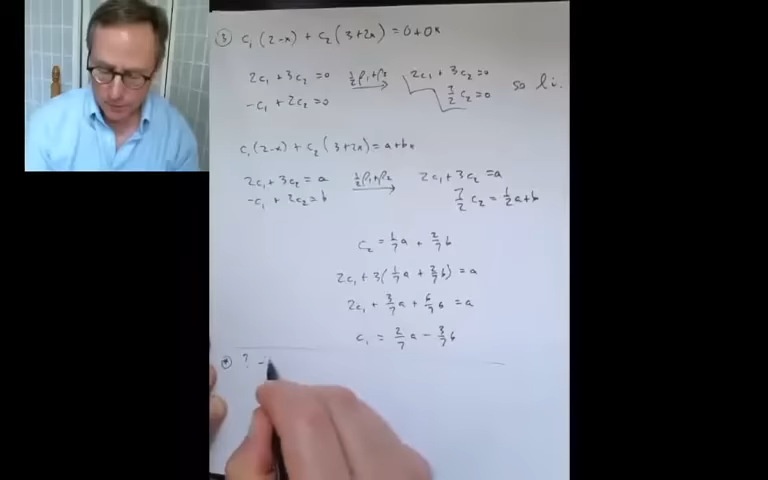 ③ c₁(2-x) + c₂(3+2x) = 0+0x
2c₁ + 3c₂ = 0 ½ρ₁+ρ₂ → 2c₁ + 3c₂ = 0
-c₁ + 2c₂ = 0 7/2 c₂ = 0 so li.
c₁(2-x) + c₂(3+2x) = a+bx
2c₁ + 3c₂ = a ½ρ₁+ρ₂ → 2c₁ + 3c₂ = a
-c₁ + 2c₂ = b 7/2 c₂ = ½a+b
c₂ = 1/7 a + 2/7 b
2c₁ + 3(1/7 a + 2/7 b) = a
2c₁ + 3/7 a + 6/7 b = a
c₁ = 2/7 a - 3/7 b
?